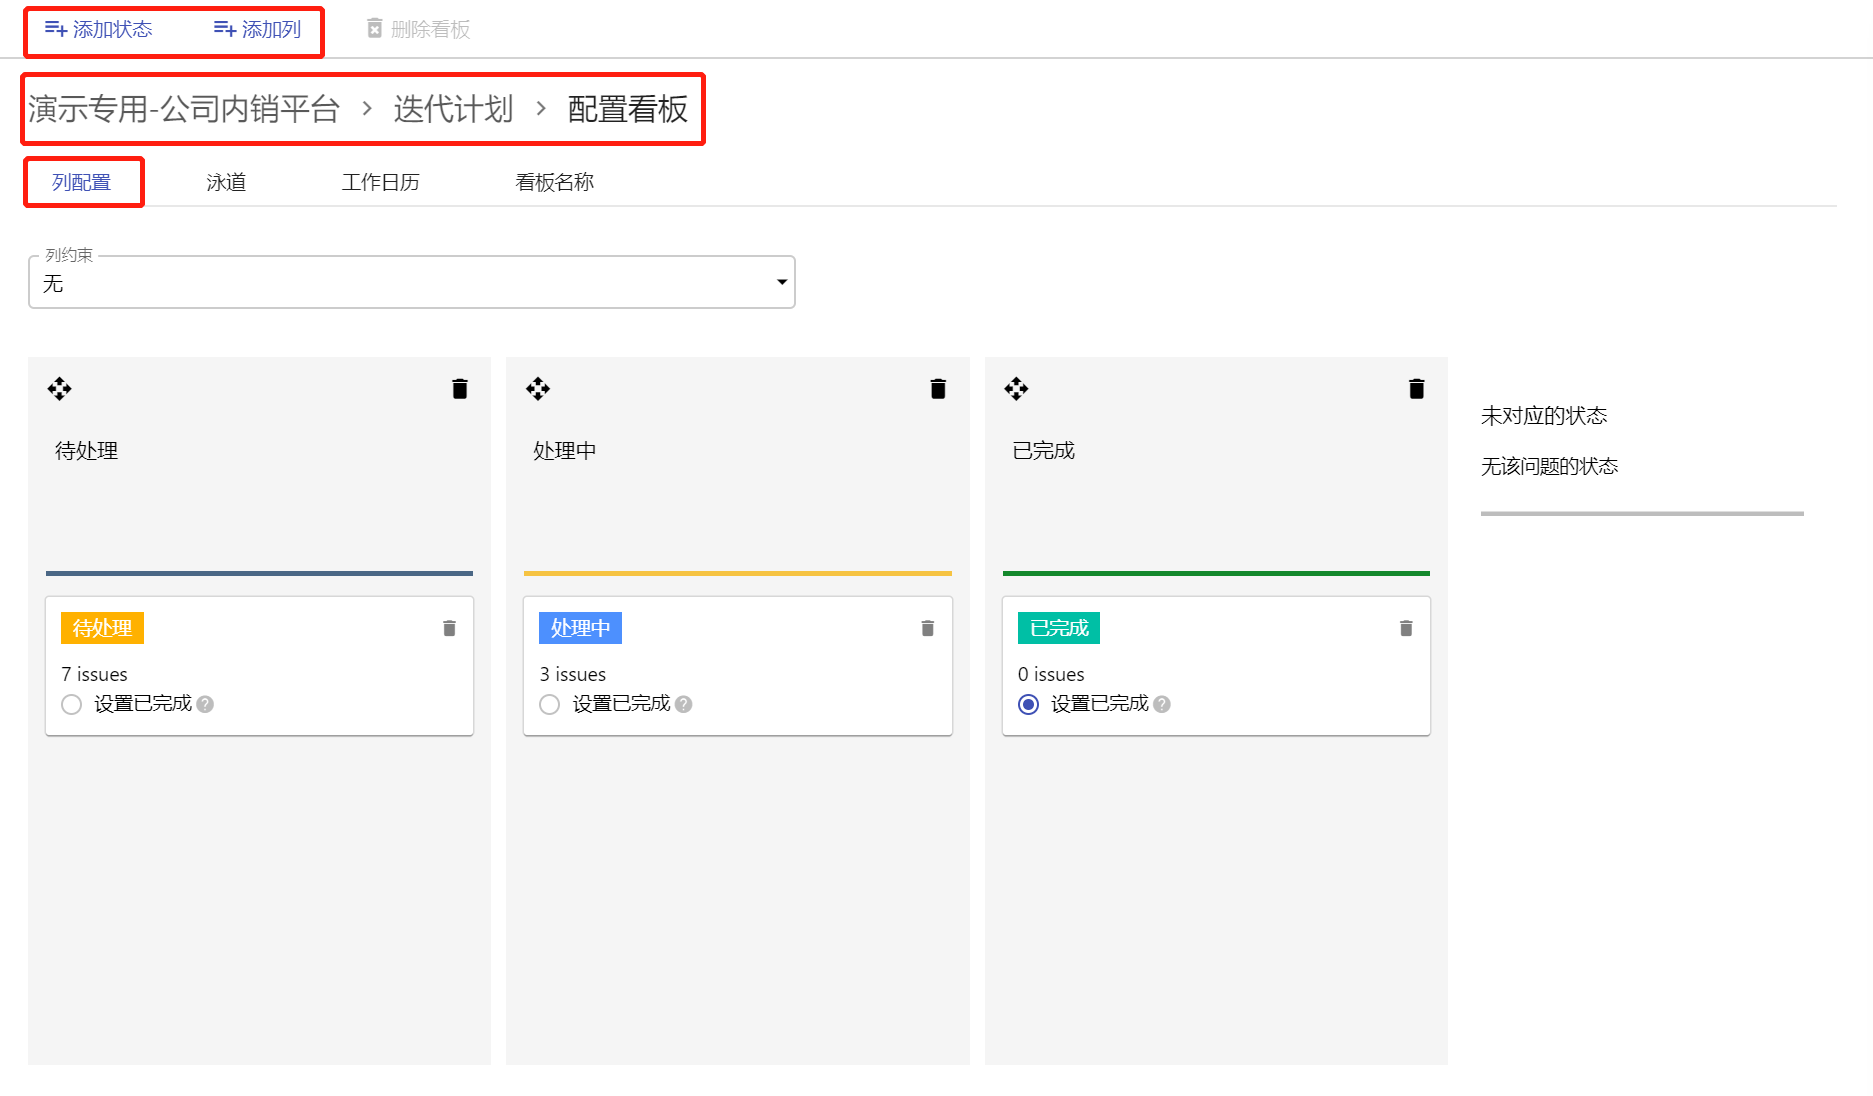 添加状态 添加列 删除看板
演示专用-公司内销平台 > 迭代计划 > 配置看板
列配置 泳道 工作日历 看板名称
列约束
无
待处理 处理中 已完成
未对应的状态
无该问题的状态
待处理 处理中 已完成
7 issues 3 issues 0 issues
设置已完成 ? 设置已完成 ? 设置已完成 ?